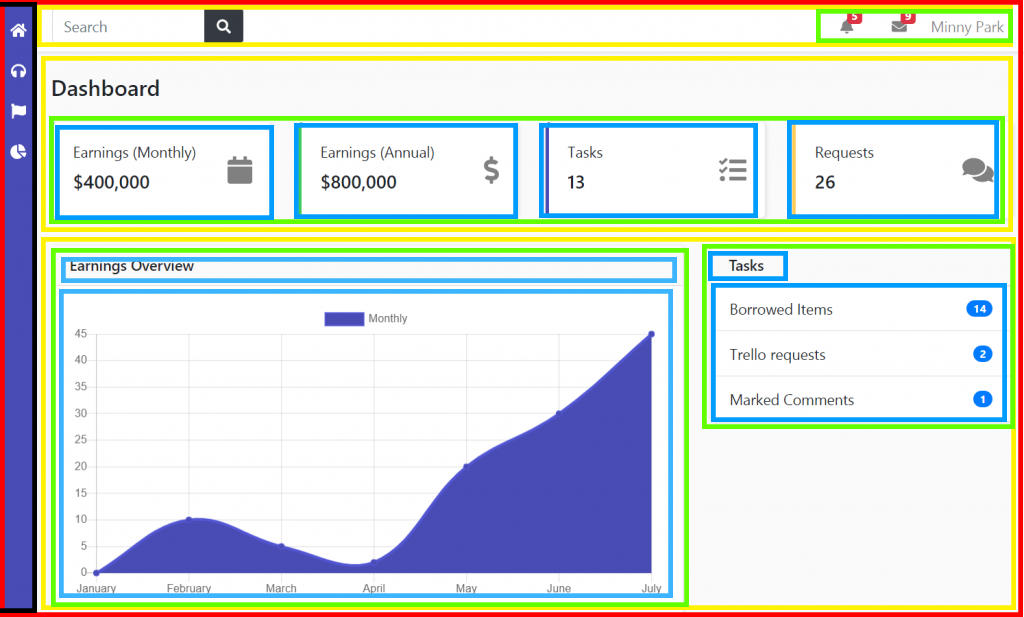 Search
5
9
Minny Park
Dashboard
Earnings (Monthly)
$400,000
Earnings (Annual)
$800,000
Tasks
13
Requests
26
Earnings Overview
Monthly
45
40
35
30
25
20
15
10
5
0
January February March April May June July
Tasks
Borrowed Items 14
Trello requests 2
Marked Comments 1